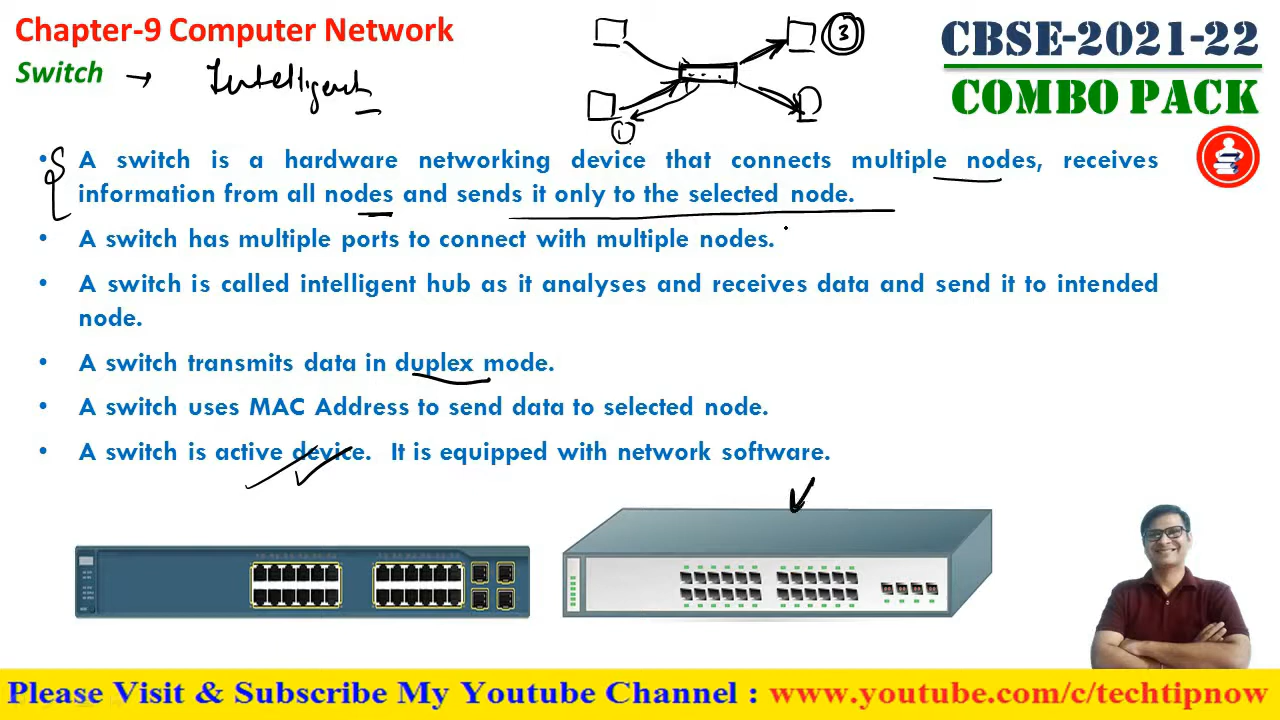 Chapter-9 Computer Network
Switch → Intelligent
3
1
CBSE-2021-22
COMBO PACK
• A switch is a hardware networking device that connects multiple nodes, receives
information from all nodes and sends it only to the selected node.
• A switch has multiple ports to connect with multiple nodes.
• A switch is called intelligent hub as it analyses and receives data and send it to intended
node.
• A switch transmits data in duplex mode.
• A switch uses MAC Address to send data to selected node.
• A switch is active device. It is equipped with network software.
Please Visit & Subscribe My Youtube Channel : www.youtube.com/c/techtipnow